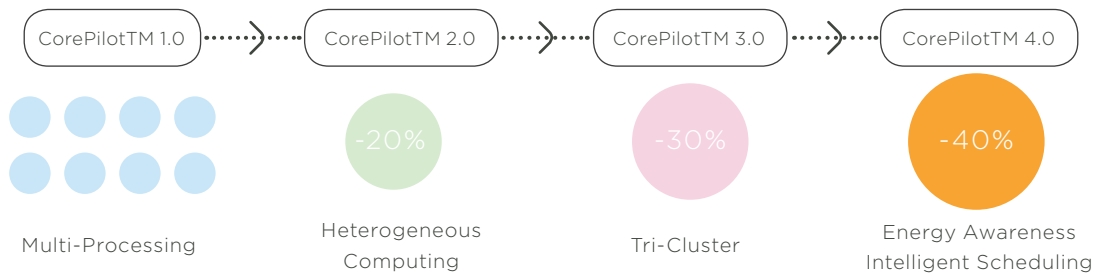 CorePilotTM 1.0
CorePilotTM 2.0
CorePilotTM 3.0
CorePilotTM 4.0
-20%
-30%
-40%
Multi-Processing
Heterogeneous
Computing
Tri-Cluster
Energy Awareness
Intelligent Scheduling